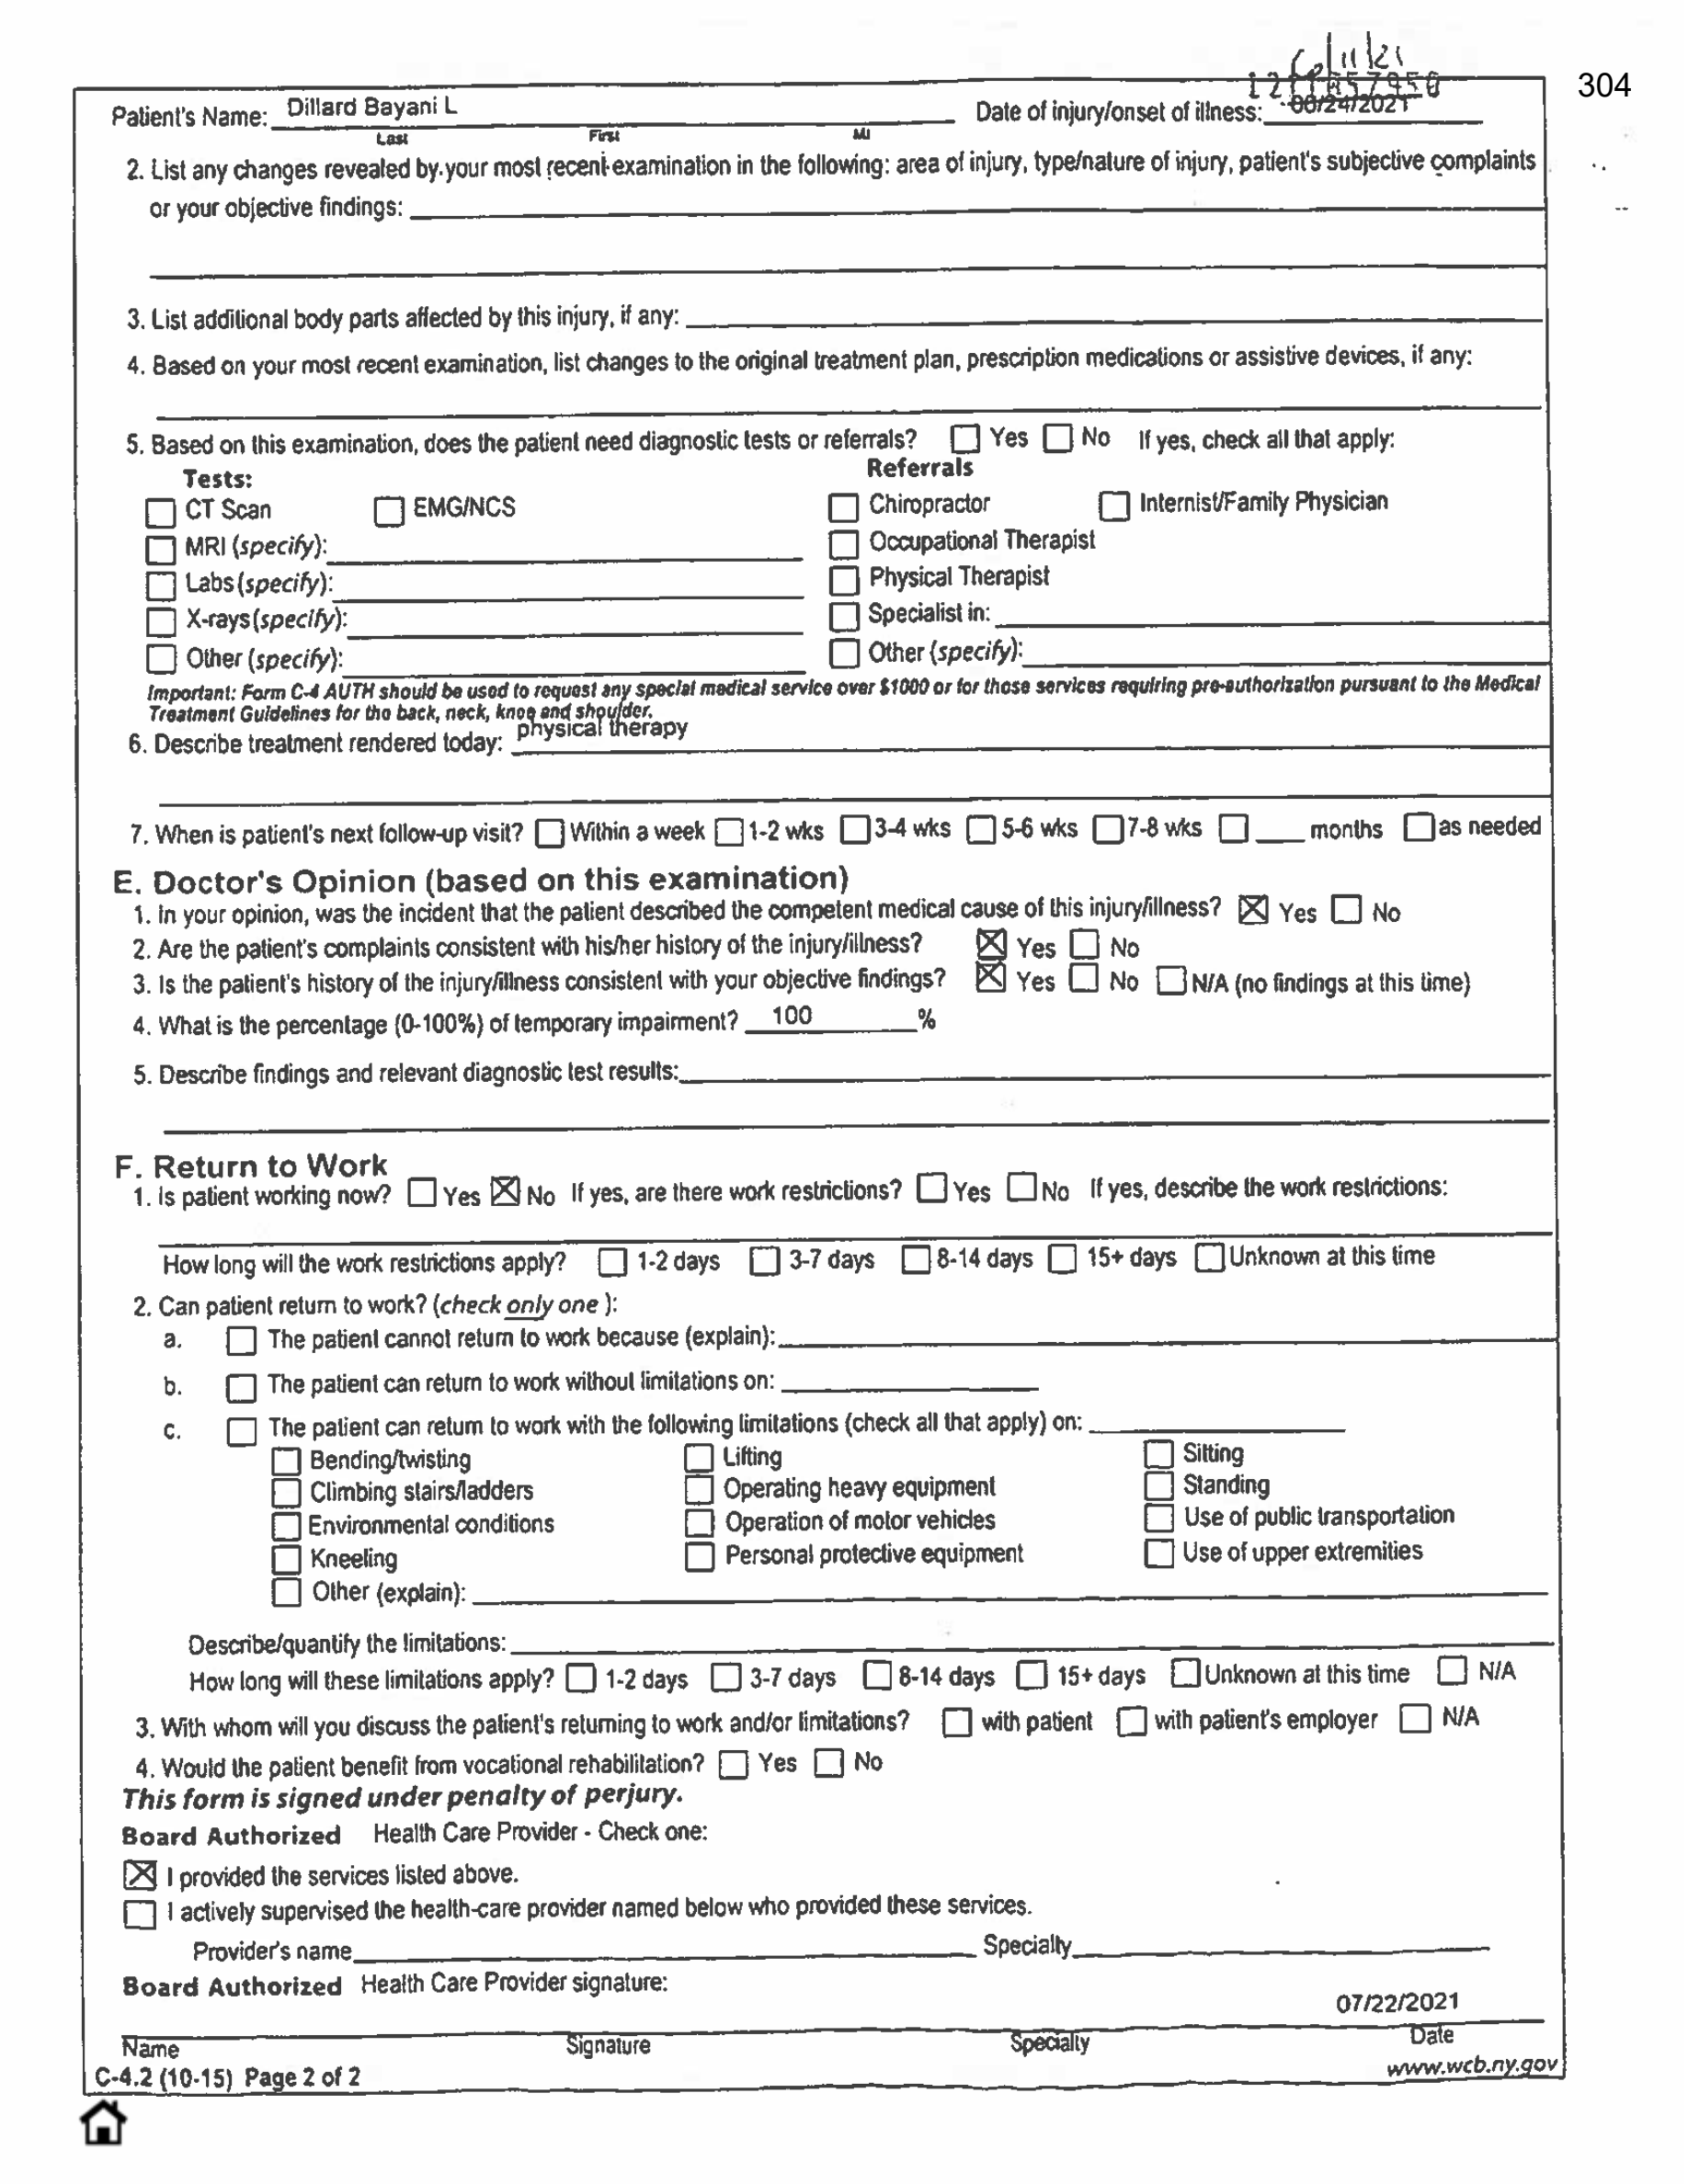 6/11/21
304
Patient's Name: Dillard Bayani L Date of injury/onset of illness: 06/24/2021
Last First MI
2. List any changes revealed by your most recent examination in the following: area of injury, type/nature of injury, patient's subjective complaints
or your objective findings:
3. List additional body parts affected by this injury, if any:
4. Based on your most recent examination, list changes to the original treatment plan, prescription medications or assistive devices, if any:
5. Based on this examination, does the patient need diagnostic tests or referrals? Yes No If yes, check all that apply:
Tests: Referrals
CT Scan EMG/NCS Chiropractor Internist/Family Physician
MRI (specify): Occupational Therapist
Labs (specify): Physical Therapist
X-rays (specify): Specialist in:
Other (specify): Other (specify):
Important: Form C-4 AUTH should be used to request any special medical service over $1000 or for those services requiring pre-authorization pursuant to the Medical
Treatment Guidelines for the back, neck, knee and shoulder.
6. Describe treatment rendered today: physical therapy
7. When is patient's next follow-up visit? Within a week 1-2 wks 3-4 wks 5-6 wks 7-8 wks months as needed
E. Doctor's Opinion (based on this examination)
1. In your opinion, was the incident that the patient described the competent medical cause of this injury/illness? ☒ Yes No
2. Are the patient's complaints consistent with his/her history of the injury/illness? ☒ Yes No
3. Is the patient's history of the injury/illness consistent with your objective findings? ☒ Yes No N/A (no findings at this time)
4. What is the percentage (0-100%) of temporary impairment? 100 %
5. Describe findings and relevant diagnostic test results:
F. Return to Work
1. Is patient working now? Yes ☒ No If yes, are there work restrictions? Yes No If yes, describe the work restrictions:
How long will the work restrictions apply? 1-2 days 3-7 days 8-14 days 15+ days Unknown at this time
2. Can patient return to work? (check only one ):
a. The patient cannot return to work because (explain):
b. The patient can return to work without limitations on:
c. The patient can return to work with the following limitations (check all that apply) on:
Bending/twisting Lifting Sitting
Climbing stairs/ladders Operating heavy equipment Standing
Environmental conditions Operation of motor vehicles Use of public transportation
Kneeling Personal protective equipment Use of upper extremities
Other (explain):
Describe/quantify the limitations:
How long will these limitations apply? 1-2 days 3-7 days 8-14 days 15+ days Unknown at this time N/A
3. With whom will you discuss the patient's returning to work and/or limitations? with patient with patient's employer N/A
4. Would the patient benefit from vocational rehabilitation? Yes No
This form is signed under penalty of perjury.
Board Authorized Health Care Provider - Check one:
☒ I provided the services listed above.
I actively supervised the health-care provider named below who provided these services.
Provider's name Specialty
Board Authorized Health Care Provider signature:
07/22/2021
Name Signature Specialty Date
C-4.2 (10-15) Page 2 of 2 www.wcb.ny.gov